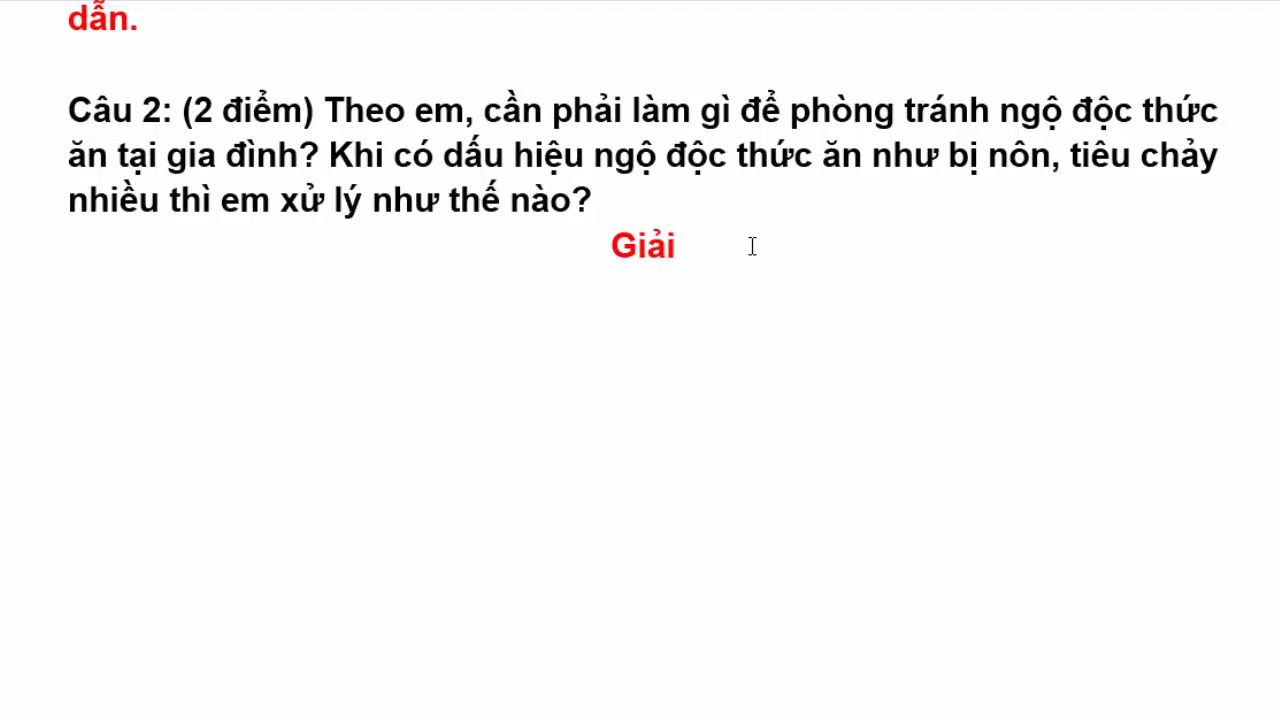 dẫn.
Câu 2: (2 điểm) Theo em, cần phải làm gì để phòng tránh ngộ độc thức
ăn tại gia đình? Khi có dấu hiệu ngộ độc thức ăn như bị nôn, tiêu chảy
nhiều thì em xử lý như thế nào?
Giải